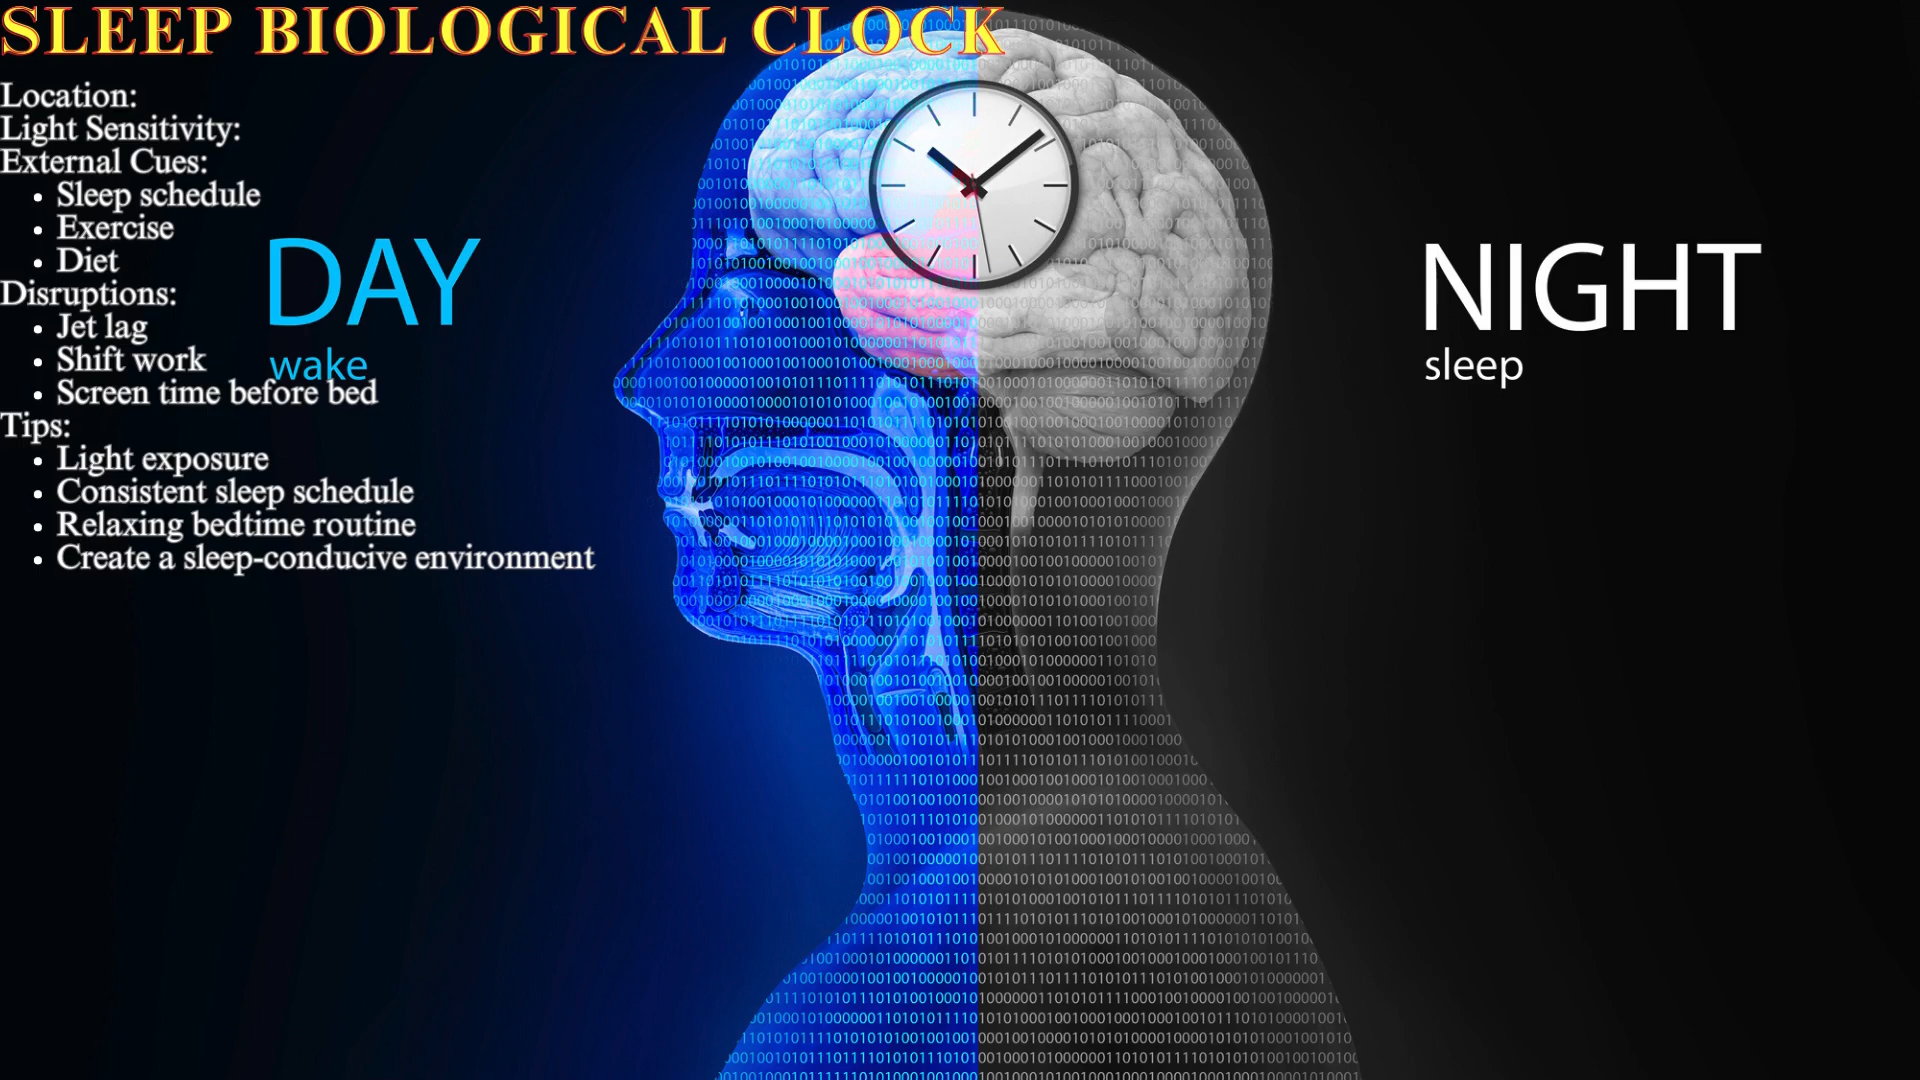 SLEEP BIOLOGICAL CLOCK
Location:
Light Sensitivity:
External Cues:
• Sleep schedule
• Exercise
• Diet
Disruptions:
• Jet lag
• Shift work
• Screen time before bed
Tips:
• Light exposure
• Consistent sleep schedule
• Relaxing bedtime routine
• Create a sleep-conducive environment
DAY
wake
NIGHT
sleep